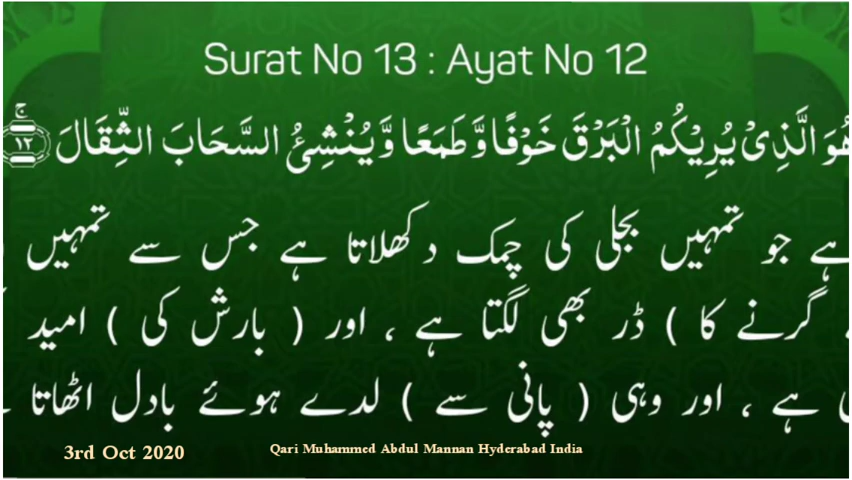 Surat No 13 : Ayat No 12
هُوَ الَّذِیْ یُرِیْكُمُ الْبَرْقَ خَوْفًا وَّطَمَعًا وَّیُنْشِئُ السَّحَابَ الثِّقَالَ ۚ﴿۱۲﴾
ہے جو تمہیں بجلی کی چمک دکھلاتا ہے جس سے تمہیں
گرنے کا ) ڈر بھی لگتا ہے ، اور ( بارش کی ) امید
ہے ، اور وہی ( پانی سے ) لدے ہوئے بادل اٹھاتا
3rd Oct 2020
Qari Muhammed Abdul Mannan Hyderabad India